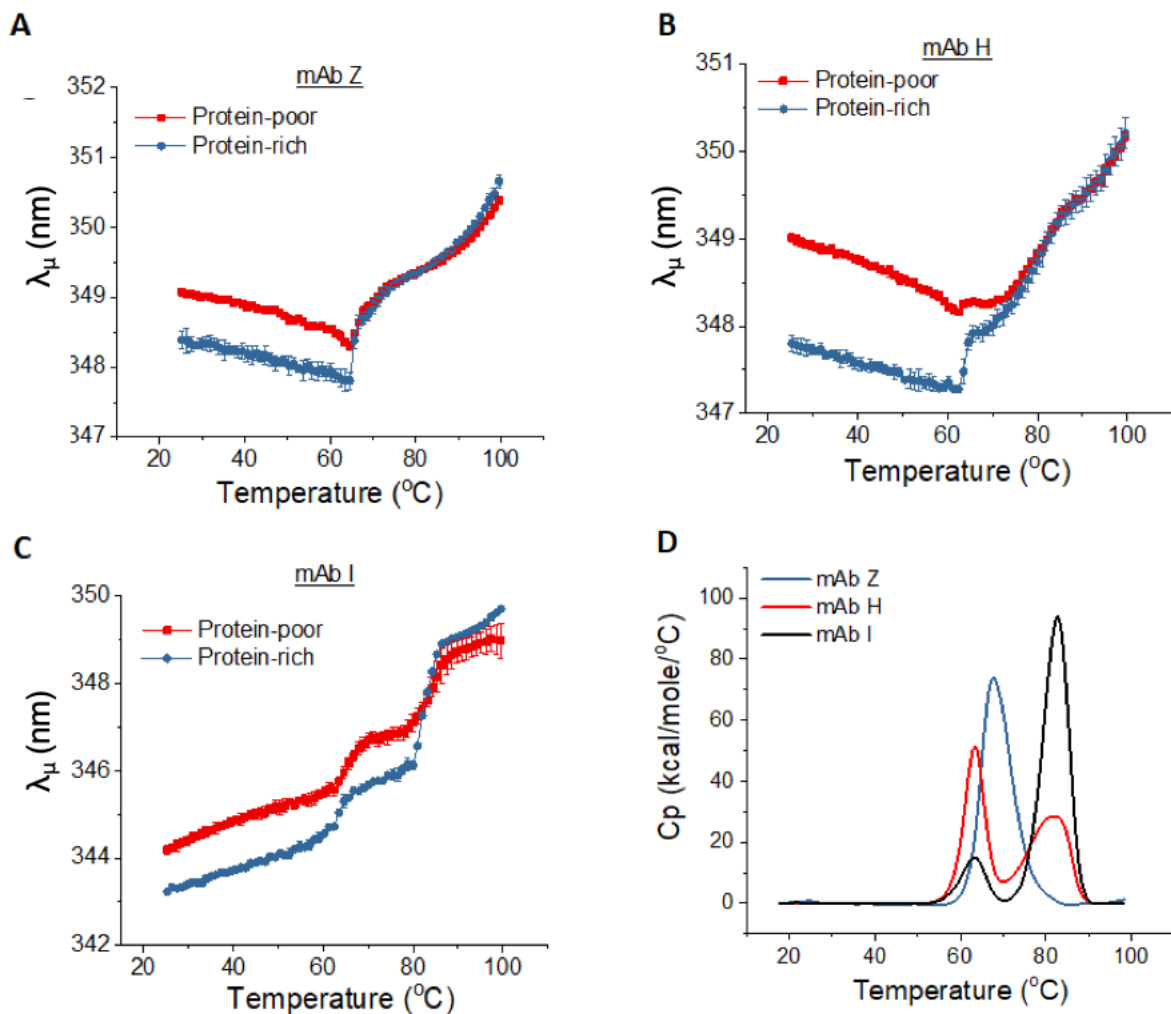 A
mAb Z
Protein-poor
Protein-rich
352
351
350
349
348
347
λμ (nm)
20 40 60 80 100
Temperature (°C)
B
mAb H
Protein-poor
Protein-rich
351
350
349
348
347
λμ (nm)
20 40 60 80 100
Temperature (°C)
C
mAb I
Protein-poor
Protein-rich
350
348
346
344
342
λμ (nm)
20 40 60 80 100
Temperature (°C)
D
mAb Z
mAb H
mAb I
100
80
60
40
20
0
Cp (kcal/mole/°C)
20 40 60 80 100
Temperature (°C)